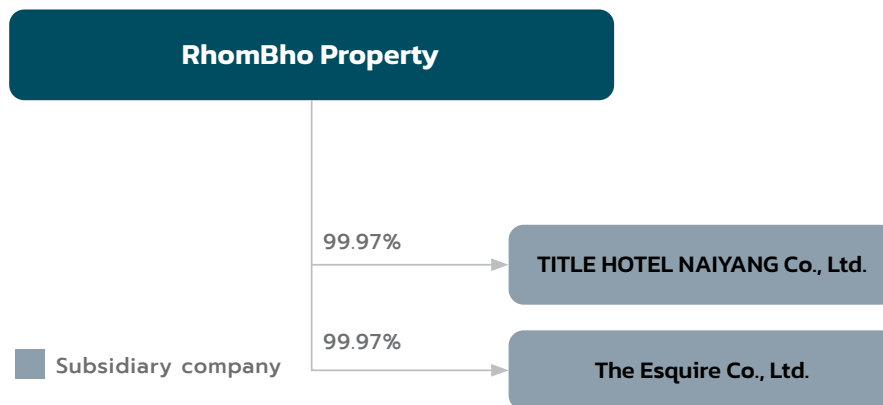 RhomBho Property
99.97%
TITLE HOTEL NAIYANG Co., Ltd.
99.97%
The Esquire Co., Ltd.
Subsidiary company